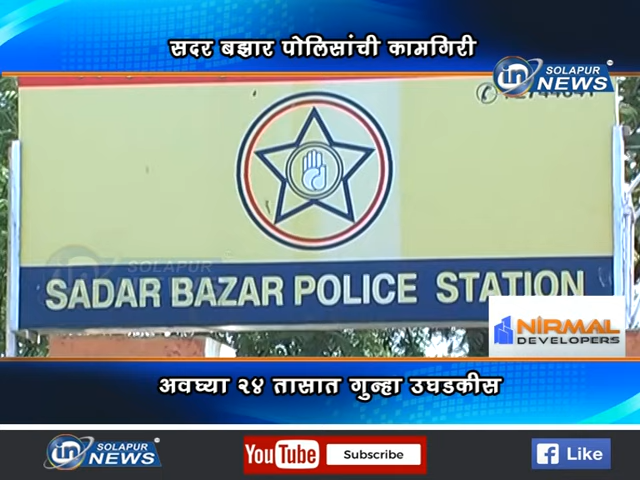 सदर बझार पोलिसांची कामगिरी
in SOLAPUR NEWS
SOLAPUR
SADAR BAZAR POLICE STATION
NIRMAL DEVELOPERS
अवघ्या २४ तासात गुन्हा उघडकीस
in SOLAPUR NEWS
YouTube Subscribe
f Like